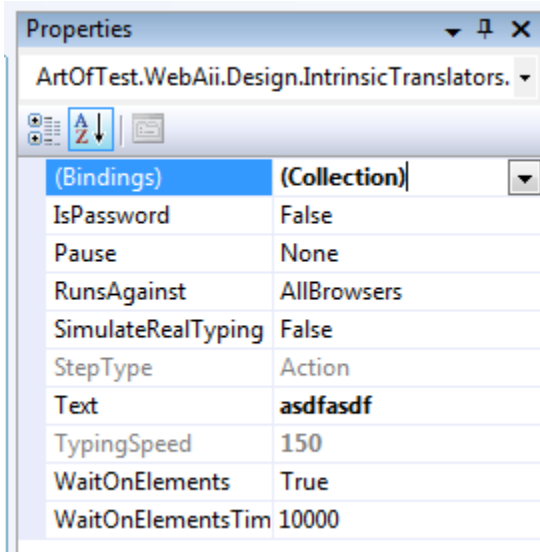 Properties
ArtOfTest.WebAii.Design.IntrinsicTranslators.
A Z
(Bindings) (Collection)
IsPassword False
Pause None
RunsAgainst AllBrowsers
SimulateRealTyping False
StepType Action
Text asdfasdf
TypingSpeed 150
WaitOnElements True
WaitOnElementsTim 10000